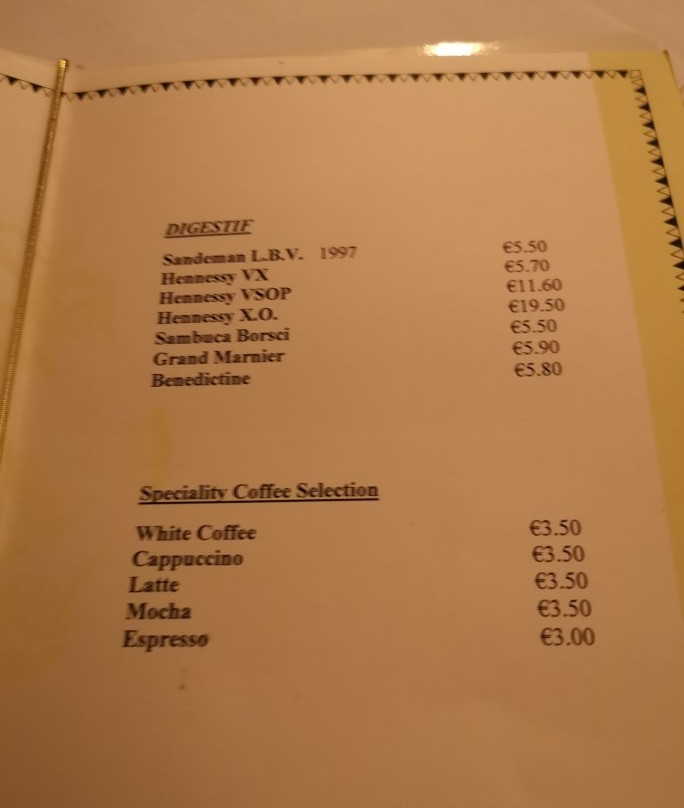 DIGESTIF
Sandeman L.B.V. 1997 €5.50
Hennessy VX €5.70
Hennessy VSOP €11.60
Hennessy X.O. €19.50
Sambuca Borsci €5.50
Grand Marnier €5.90
Benedictine €5.80
Speciality Coffee Selection
White Coffee €3.50
Cappuccino €3.50
Latte €3.50
Mocha €3.50
Espresso €3.00